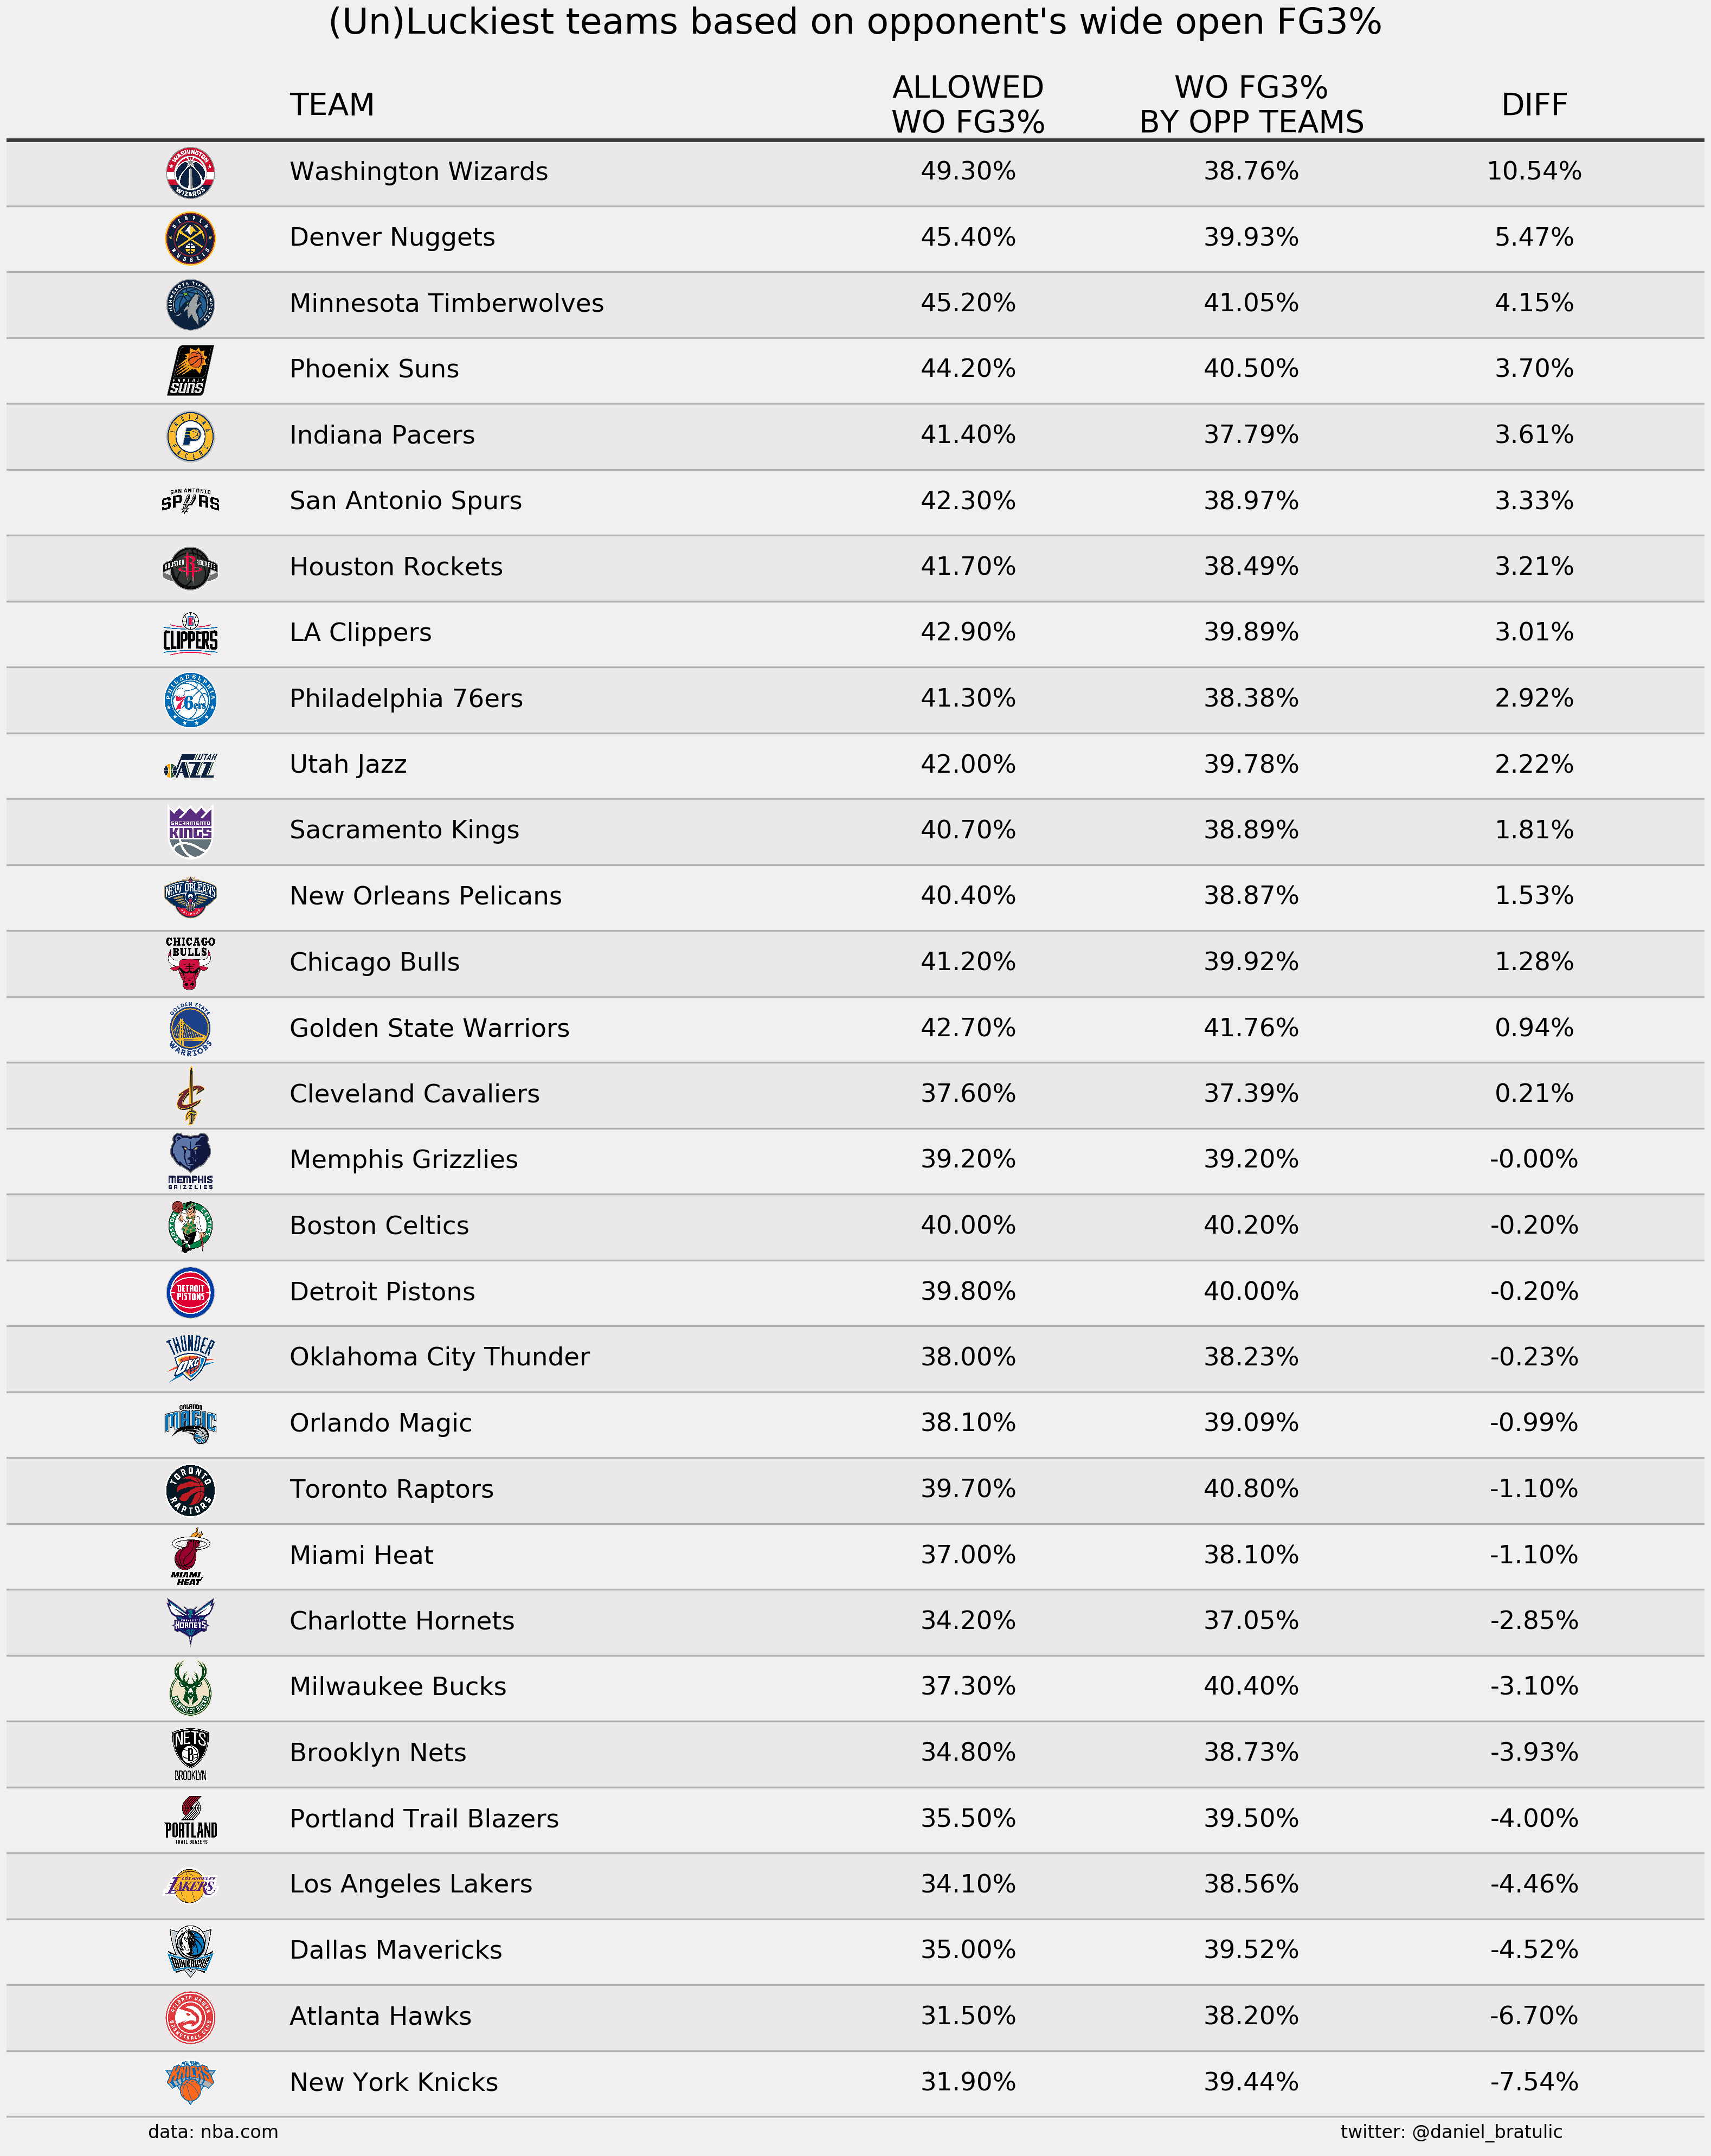 (Un)Luckiest teams based on opponent's wide open FG3%
TEAM ALLOWED WO FG3% WO FG3% BY OPP TEAMS DIFF
Washington Wizards 49.30% 38.76% 10.54%
Denver Nuggets 45.40% 39.93% 5.47%
Minnesota Timberwolves 45.20% 41.05% 4.15%
Phoenix Suns 44.20% 40.50% 3.70%
Indiana Pacers 41.40% 37.79% 3.61%
San Antonio Spurs 42.30% 38.97% 3.33%
Houston Rockets 41.70% 38.49% 3.21%
LA Clippers 42.90% 39.89% 3.01%
Philadelphia 76ers 41.30% 38.38% 2.92%
Utah Jazz 42.00% 39.78% 2.22%
Sacramento Kings 40.70% 38.89% 1.81%
New Orleans Pelicans 40.40% 38.87% 1.53%
Chicago Bulls 41.20% 39.92% 1.28%
Golden State Warriors 42.70% 41.76% 0.94%
Cleveland Cavaliers 37.60% 37.39% 0.21%
Memphis Grizzlies 39.20% 39.20% -0.00%
Boston Celtics 40.00% 40.20% -0.20%
Detroit Pistons 39.80% 40.00% -0.20%
Oklahoma City Thunder 38.00% 38.23% -0.23%
Orlando Magic 38.10% 39.09% -0.99%
Toronto Raptors 39.70% 40.80% -1.10%
Miami Heat 37.00% 38.10% -1.10%
Charlotte Hornets 34.20% 37.05% -2.85%
Milwaukee Bucks 37.30% 40.40% -3.10%
Brooklyn Nets 34.80% 38.73% -3.93%
Portland Trail Blazers 35.50% 39.50% -4.00%
Los Angeles Lakers 34.10% 38.56% -4.46%
Dallas Mavericks 35.00% 39.52% -4.52%
Atlanta Hawks 31.50% 38.20% -6.70%
New York Knicks 31.90% 39.44% -7.54%
data: nba.com twitter: @daniel_bratulic